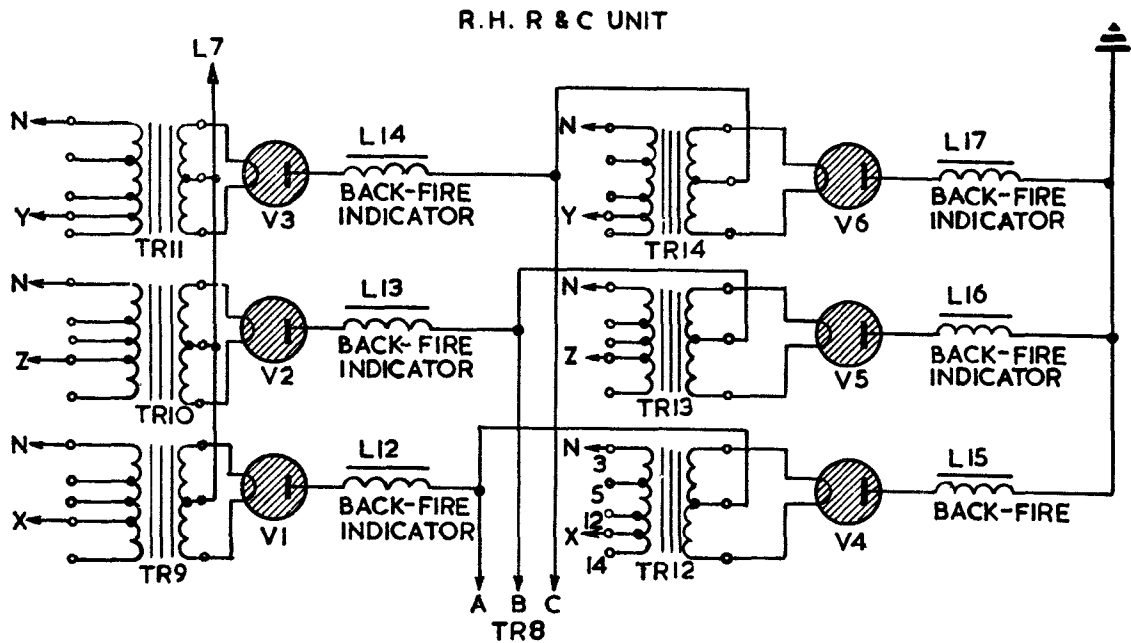 R.H. R & C UNIT
L7
N
L14
BACK-FIRE
INDICATOR
Y
V3
TR11
N
L17
BACK-FIRE
INDICATOR
Y
V6
TR14
N
L13
BACK-FIRE
INDICATOR
Z
V2
TR10
N
L16
BACK-FIRE
INDICATOR
Z
V5
TR13
N
L12
BACK-FIRE
INDICATOR
X
V1
TR9
N
3
5
12
X
14
L15
BACK-FIRE
V4
TR12
A B C
TR8